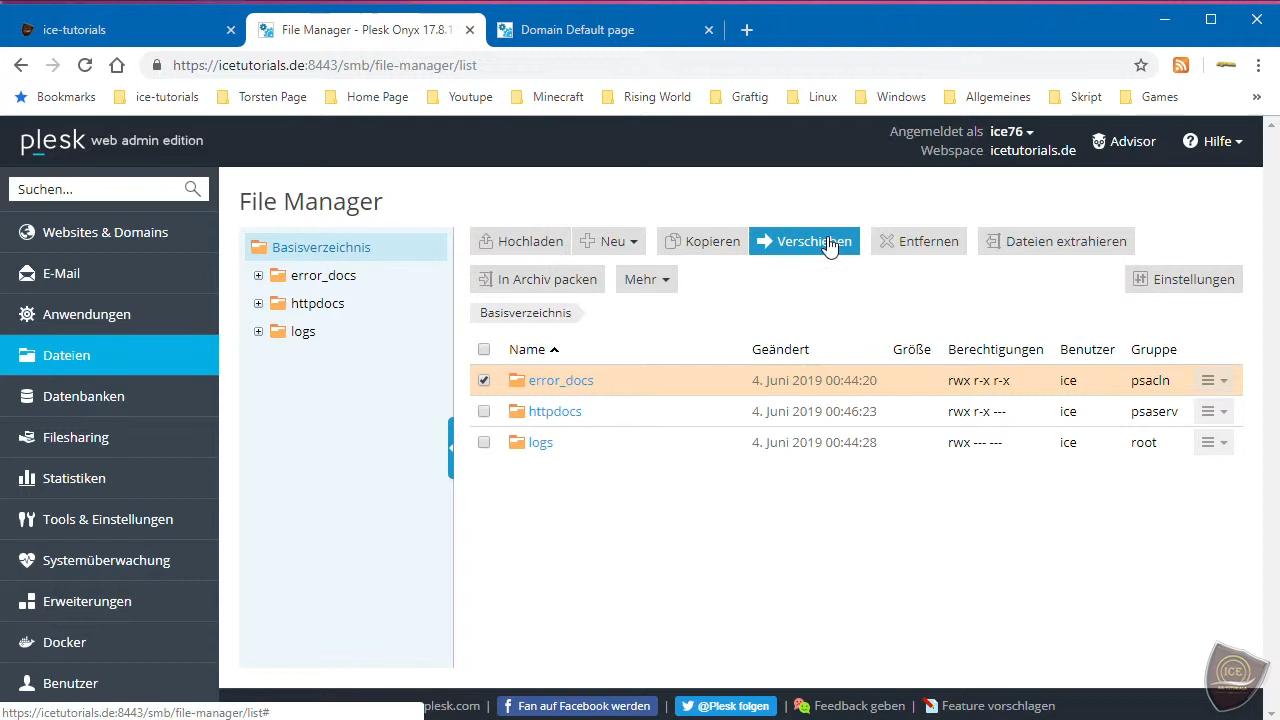 ice-tutorials
File Manager - Plesk Onyx 17.8.1
Domain Default page
https://icetutorials.de:8443/smb/file-manager/list
Bookmarks ice-tutorials Torsten Page Home Page Youtube Minecraft Rising World Graftig Linux Windows Allgemeines Skript Games »
plesk web admin edition
Angemeldet als ice76
Webspace icetutorials.de
Advisor
Hilfe
Suchen...
Websites & Domains
E-Mail
Anwendungen
Dateien
Datenbanken
Filesharing
Statistiken
Tools & Einstellungen
Systemüberwachung
Erweiterungen
Docker
Benutzer
File Manager
Basisverzeichnis
error_docs
httpdocs
logs
Hochladen Neu Kopieren Verschieben Entfernen Dateien extrahieren
In Archiv packen Mehr Einstellungen
Basisverzeichnis
Name Geändert Größe Berechtigungen Benutzer Gruppe
error_docs 4. Juni 2019 00:44:20 rwx r-x r-x ice psacln
httpdocs 4. Juni 2019 00:46:23 rwx r-x --- ice psaserv
logs 4. Juni 2019 00:44:28 rwx --- --- ice root
https://icetutorials.de:8443/smb/file-manager/list#
plesk.com | Fan auf Facebook werden | @Plesk folgen | Feedback geben | Feature vorschlagen
ICE